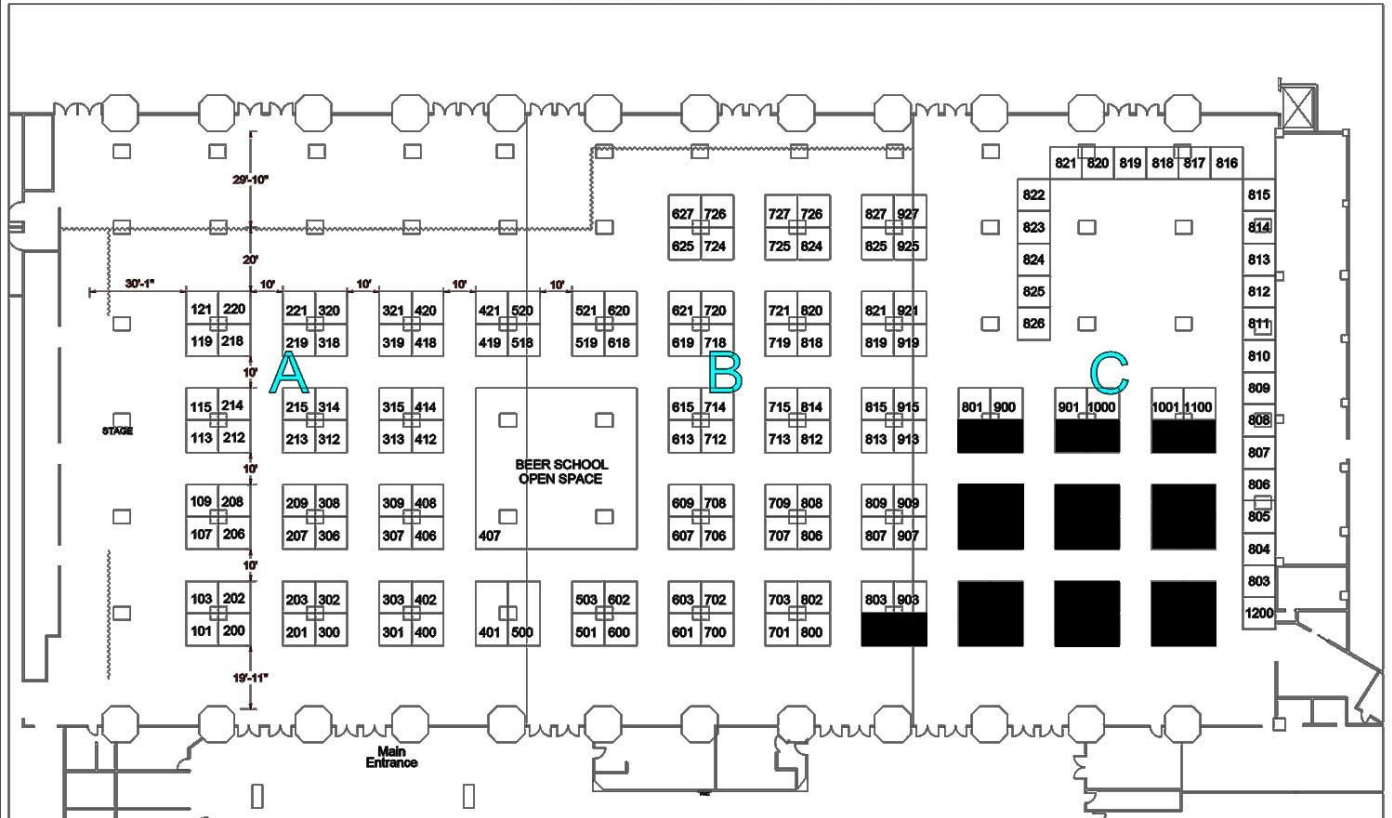 821 820 819 818 817 816
29'-10"
822 815
627 726 727 726 827 927
823 814
625 724 725 824 825 925
20'
824 813
30'-1" 10' 10' 10' 10'
825 812
121 220 221 320 321 420 421 520 521 620 621 720 721 820 821 921
826 811
119 218 219 318 319 418 419 518 519 618 619 718 719 818 819 919
810
A B C
10'
809
115 214 215 314 315 414 615 714 715 814 815 915 801 900 901 1000 1001 1100
808
STAGE
113 212 213 312 313 412 613 712 713 812 813 913
807
BEER SCHOOL
OPEN SPACE
10'
806
109 208 209 308 309 408 609 708 709 808 809 909
805
107 206 207 306 307 406 407 607 706 707 806 807 907
804
10'
803
103 202 203 302 303 402 503 602 603 702 703 802 803 903
1200
101 200 201 300 301 400 401 500 501 600 601 700 701 800
19'-11"
Main
Entrance